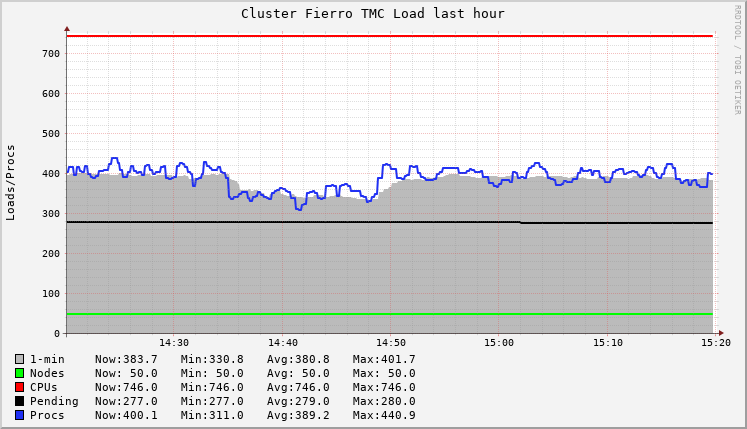 Cluster Fierro TMC Load last hour
RRDTOOL / TOBI OETIKER
Loads/Procs
700
600
500
400
300
200
100
0
14:30 14:40 14:50 15:00 15:10 15:20
1-min Now:383.7 Min:330.8 Avg:380.8 Max:401.7
Nodes Now: 50.0 Min: 50.0 Avg: 50.0 Max: 50.0
CPUs Now:746.0 Min:746.0 Avg:746.0 Max:746.0
Pending Now:277.0 Min:277.0 Avg:279.0 Max:280.0
Procs Now:400.1 Min:311.0 Avg:389.2 Max:440.9